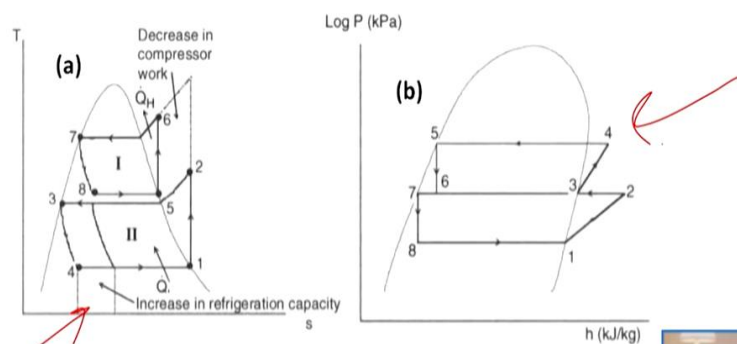 T
Decrease in
compressor
work
(a)
Q̇H
6
7
I
8
2
3
5
II
4
1
Q̇
Increase in refrigeration capacity
s
Log P (kPa)
(b)
5
4
7
6
3
2
8
1
h (kJ/kg)